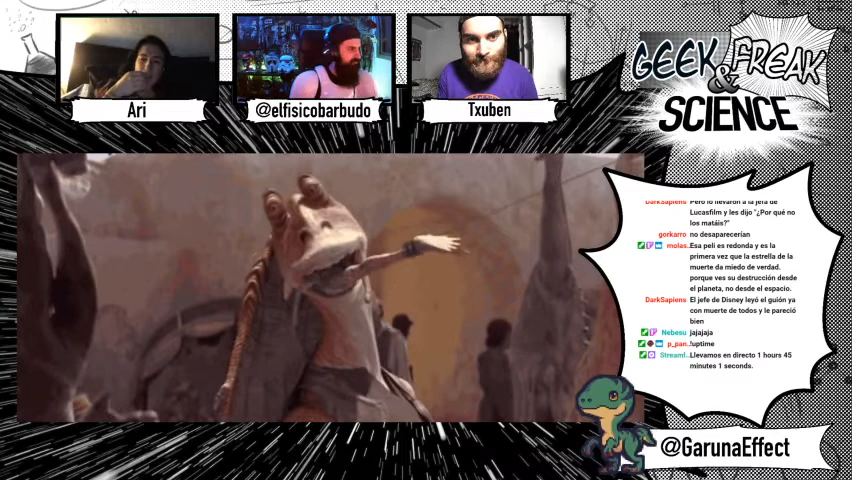 Ari
@elfisicobarbudo
Txuben
GEEK
& FREAK
SCIENCE
DarkSapiens Pero lo llevaron a la jefa de
Lucasfilm y les dijo "¿Por qué no
los matáis?"
gorkarro no desaparecerían
molas.. Esa peli es redonda y es la
primera vez que la estrella de la
muerte da miedo de verdad.
porque ves su destrucción desde
el planeta, no desde el espacio.
DarkSapiens El jefe de Disney leyó el guión ya
con muerte de todos y le pareció
bien
Nebesu jajajaja
p_pan.. !uptime
Streaml.. Llevamos en directo 1 hours 45
minutes 1 seconds.
@GarunaEffect